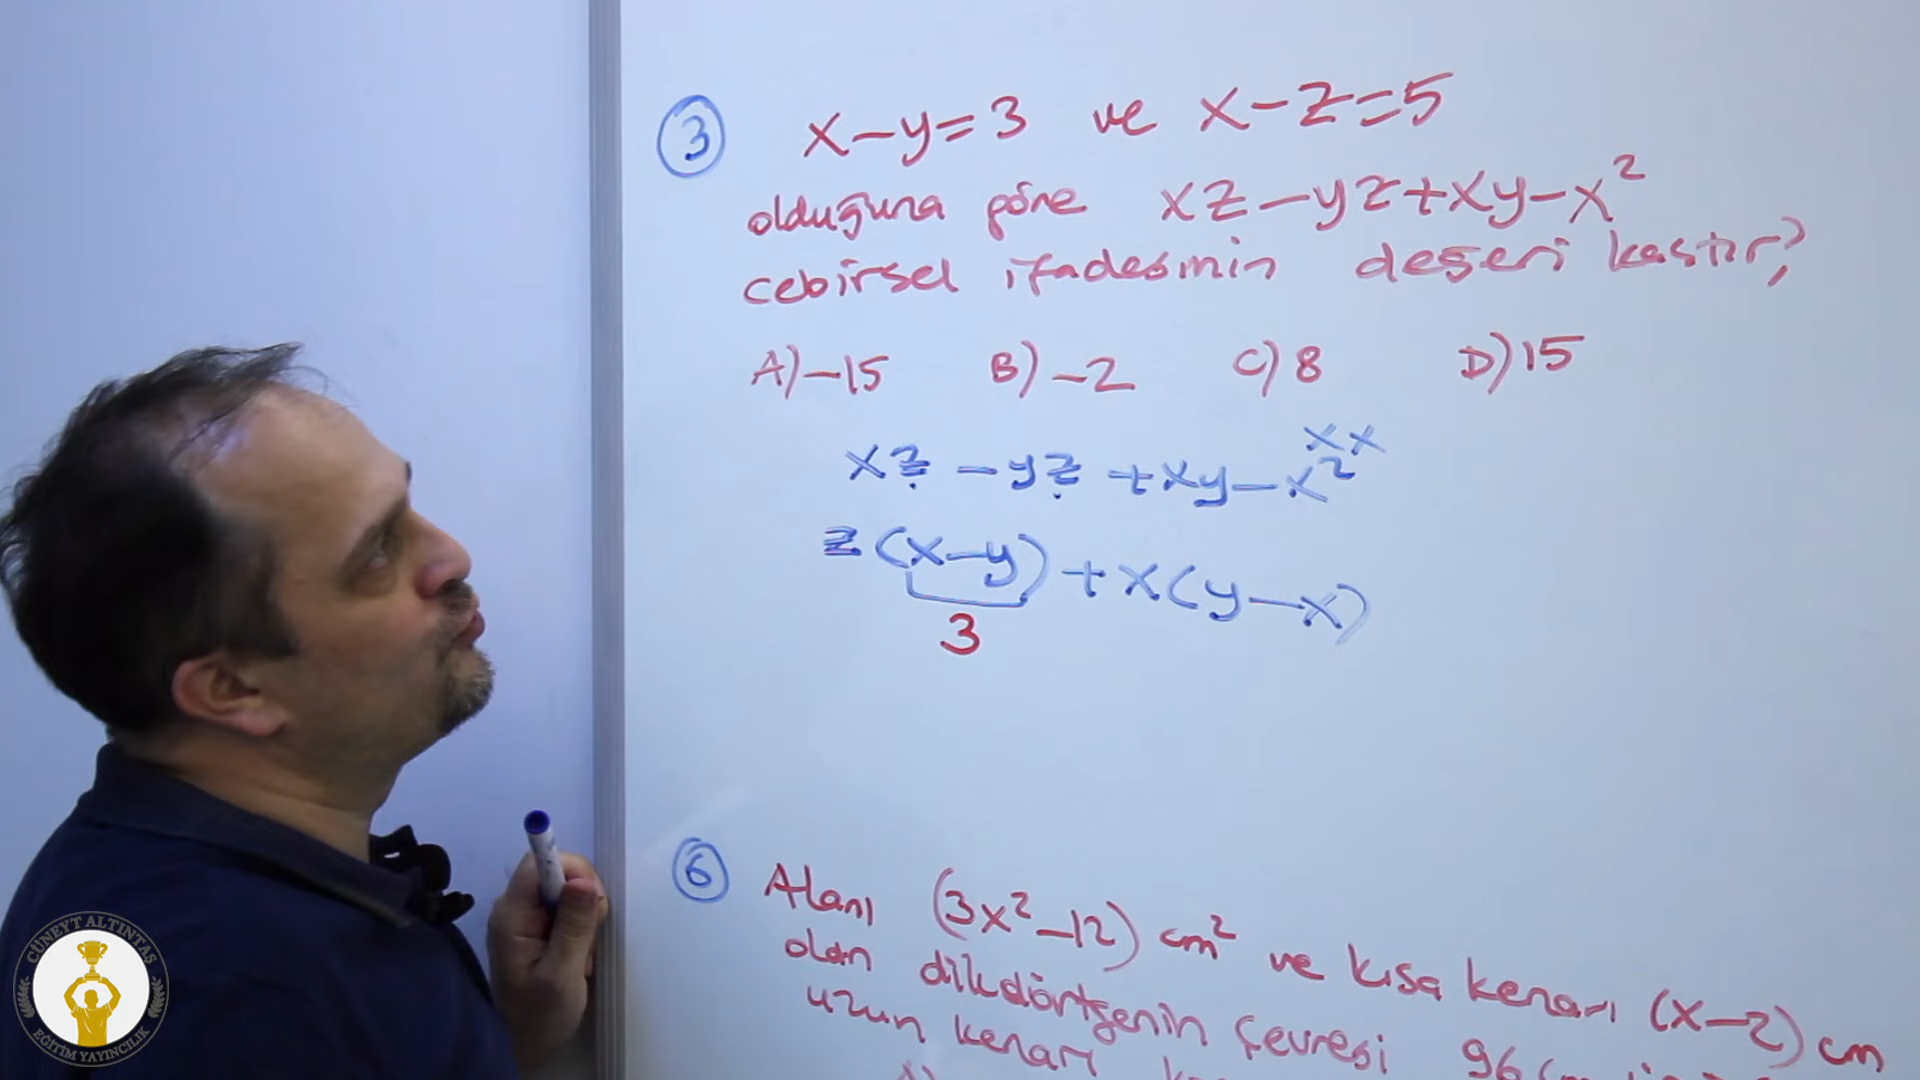 3 x-y=3 ve x-z=5
olduğuna göre xz-yz+xy-x²
cebirsel ifadesinin değeri kaçtır?
A)-15 B)-2 C)8 D)15
x x
xz -yz +xy-x²
z(x-y)+x(y-x)
3
6 Alanı (3x²-12) cm² ve kısa kenarı (x-2) cm
olan dikdörtgenin çevresi 96
uzun kenarı
CÜNEYT ALTINTAŞ
EĞİTİM YAYINCILIK